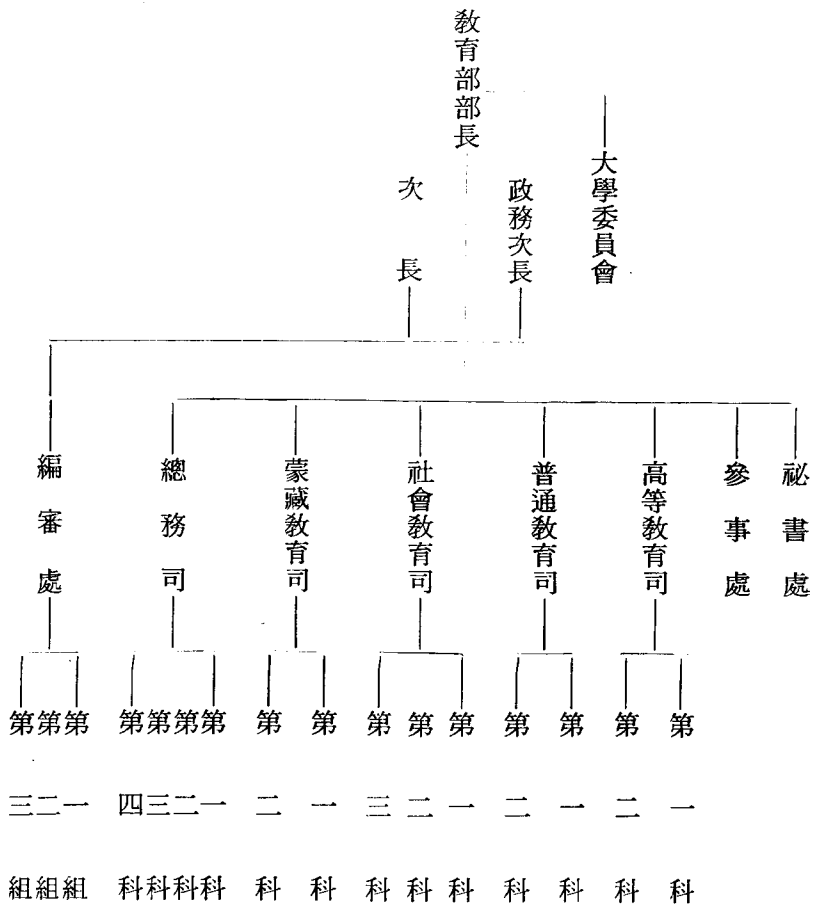 大學委員會
教育部部長
政務次長
次長
祕書處
參事處
高等教育司
普通教育司
社會教育司
蒙藏教育司
總務司
編審處
第一科
第二科
第一科
第二科
第一科
第二科
第三科
第一科
第二科
第一科
第二科
第三科
第四科
第一組
第二組
第三組